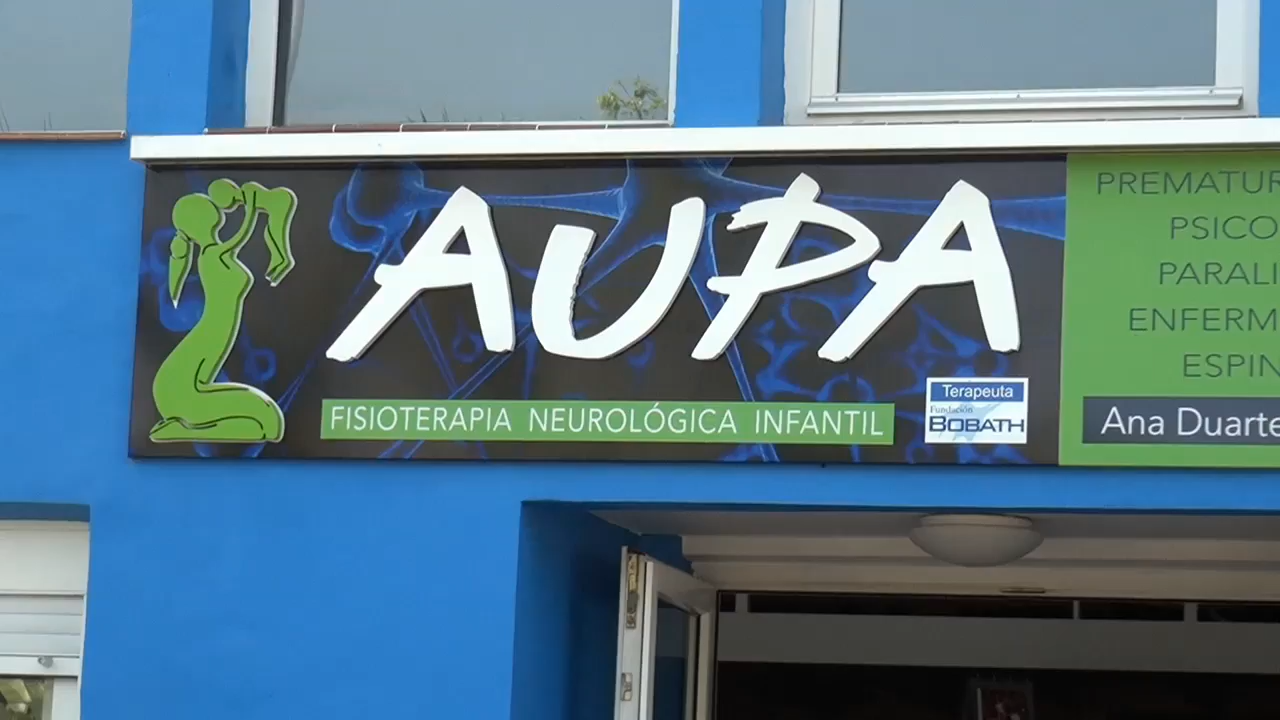 AUPA
FISIOTERAPIA NEUROLÓGICA INFANTIL
Terapeuta
Fundación
BOBATH
Ana Duarte